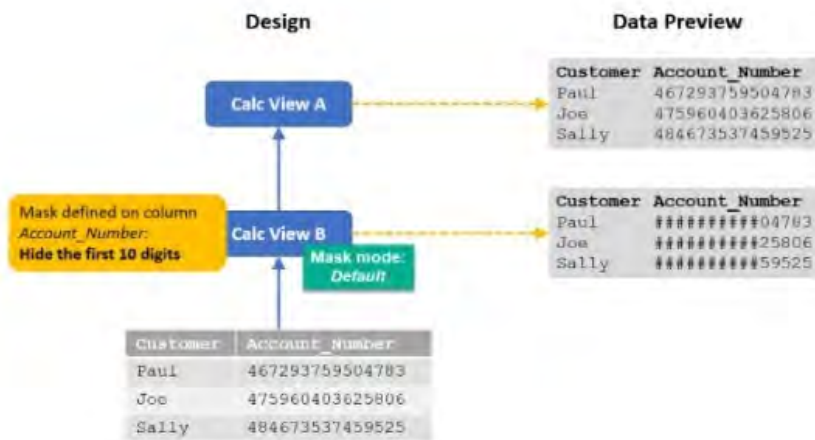 Design
Data Preview
Calc View A
Customer Account_Number
Paul 467293759504783
Joe 475960403625806
Sally 484673537459525
Mask defined on column
Account_Number:
Hide the first 10 digits
Calc View B
Mask mode:
Default
Customer Account_Number
Paul ##########04783
Joe ##########25806
Sally ##########59525
Customer Account_Number
Paul 467293759504783
Joe 475960403625806
Sally 484673537459525